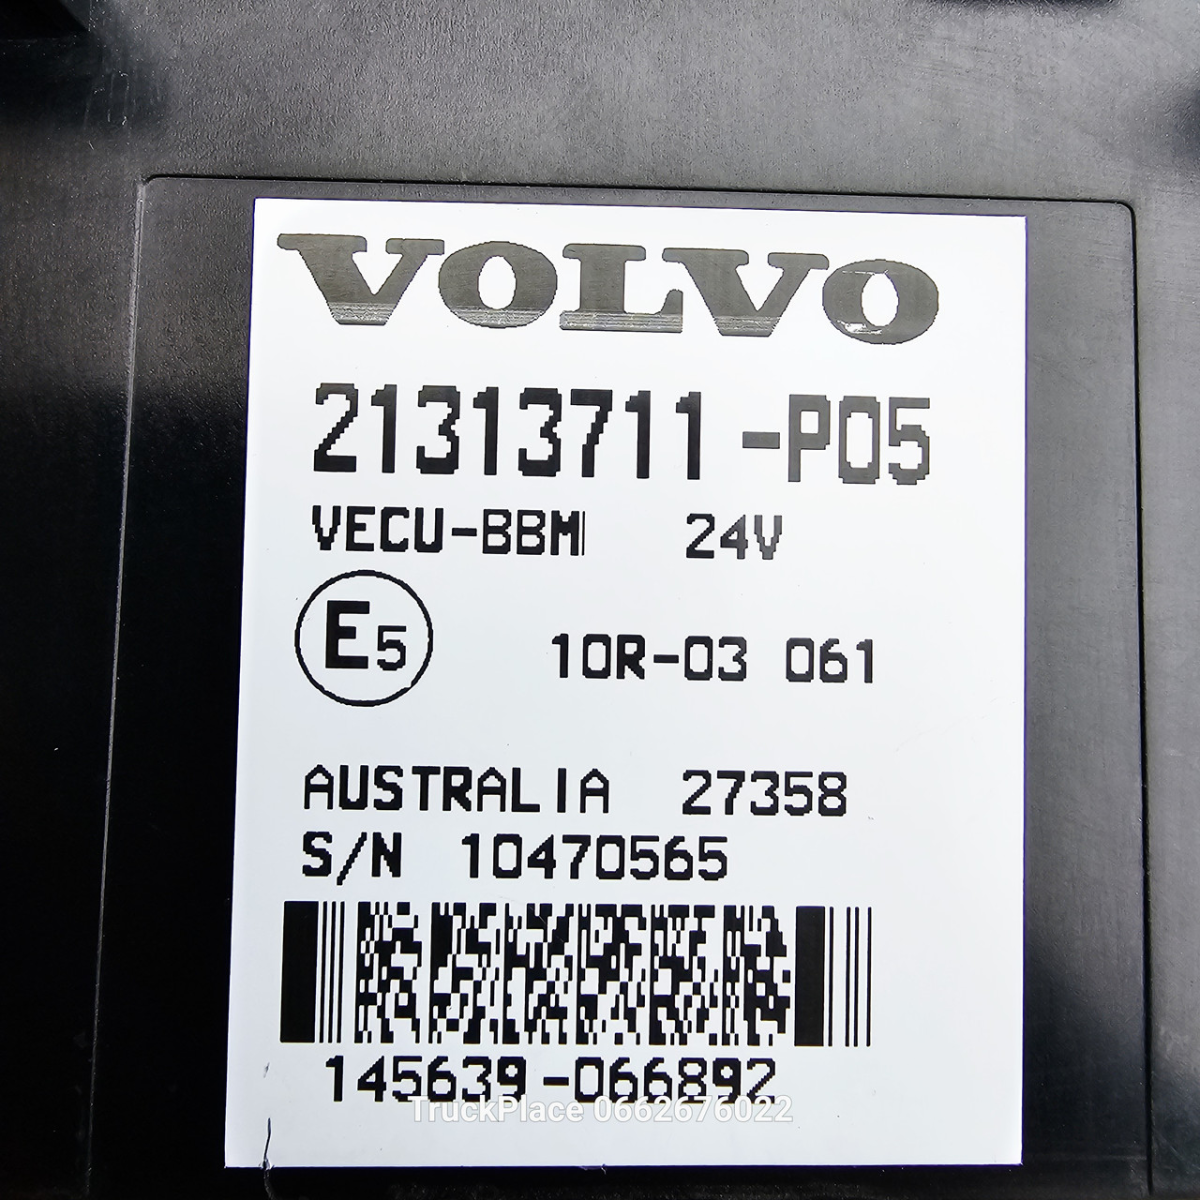 VOLVO
21313711-P05
VECU-BBM 24V
E5 10R-03 061
AUSTRALIA 27358
S/N 10470565
145639-066892
TruckPlace 0662676022